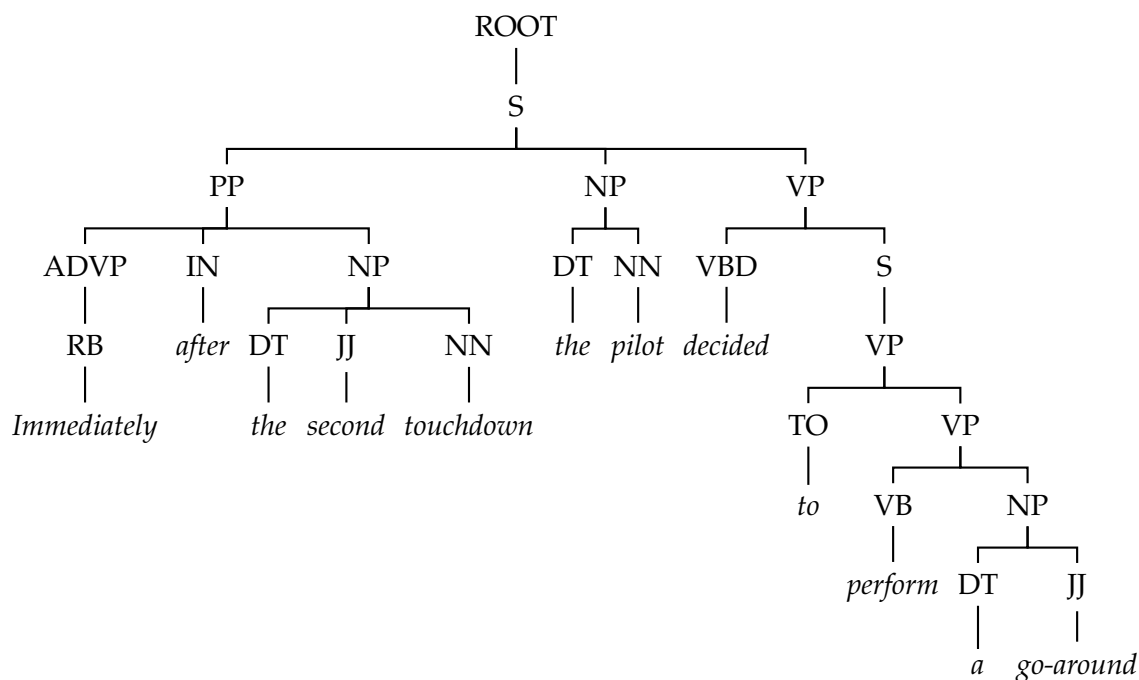 ROOT
S
PP NP VP
ADVP IN NP DT NN VBD S
RB after DT JJ NN the pilot decided VP
Immediately the second touchdown TO VP
to VB NP
perform DT JJ
a go-around